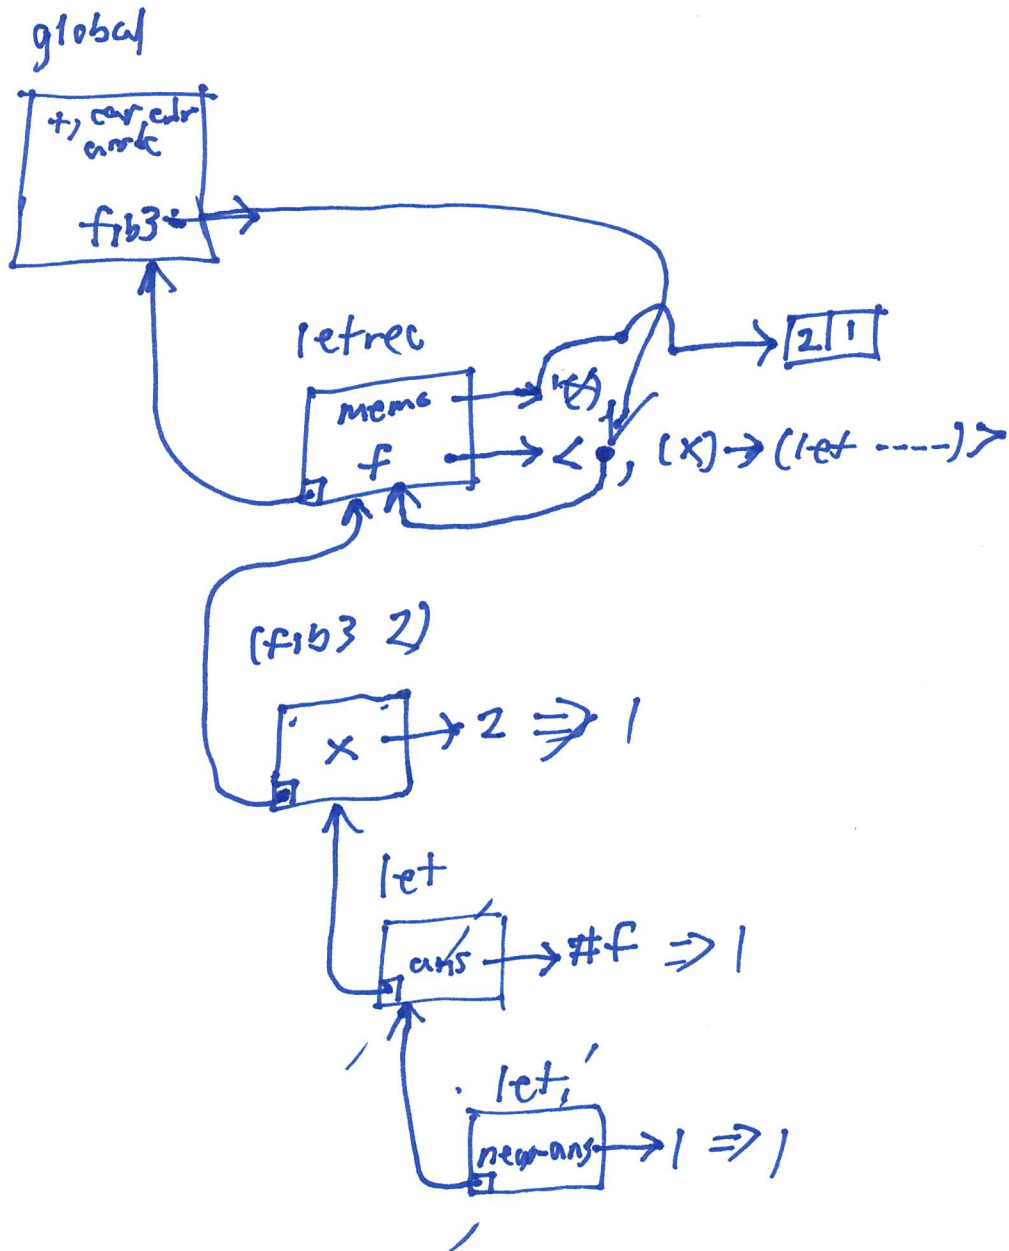 global
+, car, cdr
fib3
letrec
2 1
memo
'()
f
< , (x) → (let ----) >
(fib3 2)
x → 2 ⇒ 1
let
ans → #f ⇒ 1
let
new-ans → 1 ⇒ 1